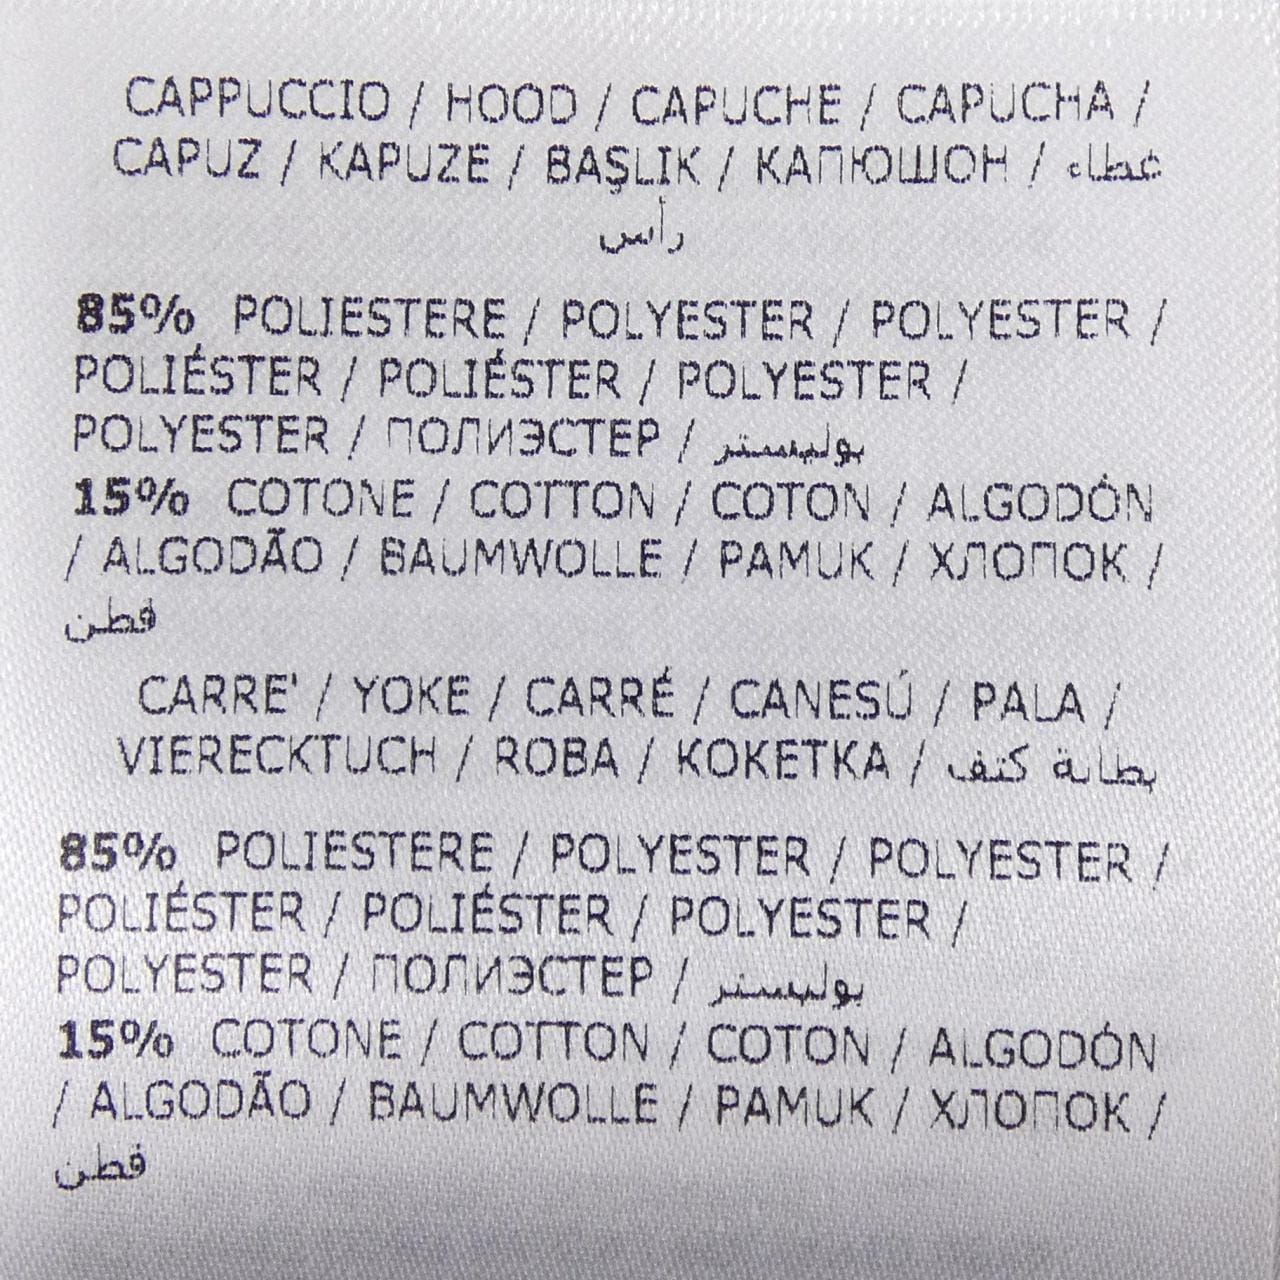 CAPPUCCIO / HOOD / CAPUCHE / CAPUCHA /
CAPUZ / KAPUZE / BAŞLIK / КАПЮШОН / غطاء
رأس
85% POLIESTERE / POLYESTER / POLYESTER /
POLIÉSTER / POLIÉSTER / POLYESTER /
POLYESTER / ПОЛИЭСТЕР / بوليستر
15% COTONE / COTTON / COTON / ALGODÓN
/ ALGODÃO / BAUMWOLLE / PAMUK / ХЛОПОК /
قطن
CARRE' / YOKE / CARRÉ / CANESÚ / PALA /
VIERECKTUCH / ROBA / КОКЕТКА / بطانة كتف
85% POLIESTERE / POLYESTER / POLYESTER /
POLIÉSTER / POLIÉSTER / POLYESTER /
POLYESTER / ПОЛИЭСТЕР / بوليستر
15% COTONE / COTTON / COTON / ALGODÓN
/ ALGODÃO / BAUMWOLLE / PAMUK / ХЛОПОК /
قطن